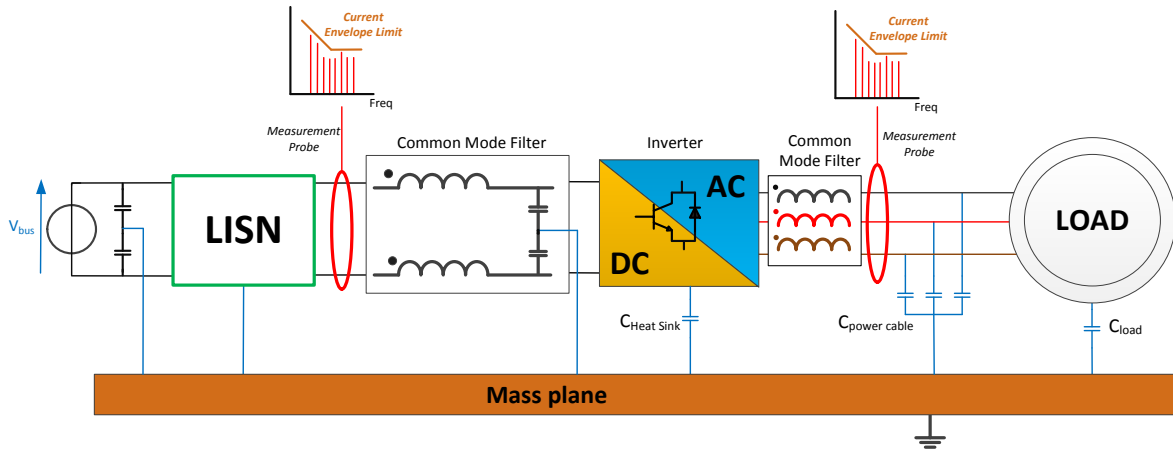 Current
Envelope Limit
Freq
Measurement
Probe
Common Mode Filter
Inverter
Common
Mode Filter
Current
Envelope Limit
Freq
Measurement
Probe
Vbus
LISN
AC
DC
LOAD
CHeat Sink
Cpower cable
Cload
Mass plane